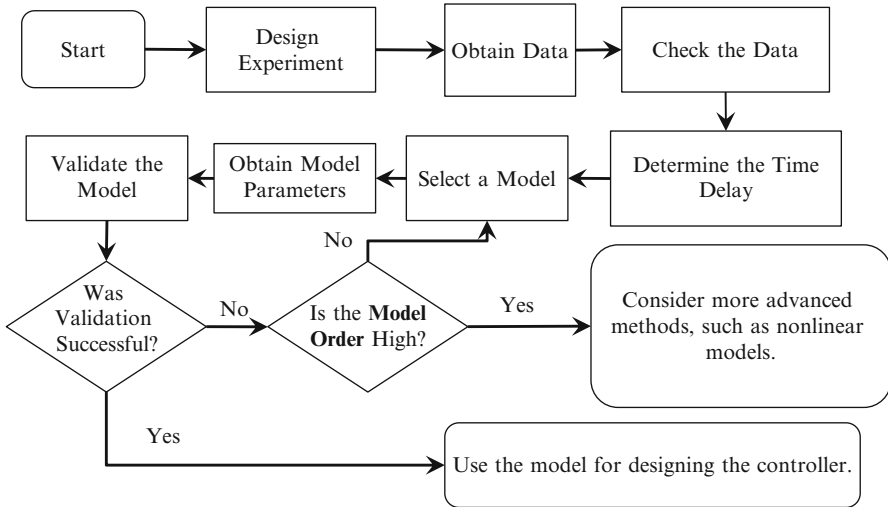 Start
Design
Experiment
Obtain Data
Check the Data
Validate the
Model
Obtain Model
Parameters
Select a Model
Determine the Time
Delay
No
Was
Validation
Successful?
No
Is the Model
Order High?
Yes
Consider more advanced
methods, such as nonlinear
models.
Yes
Use the model for designing the controller.